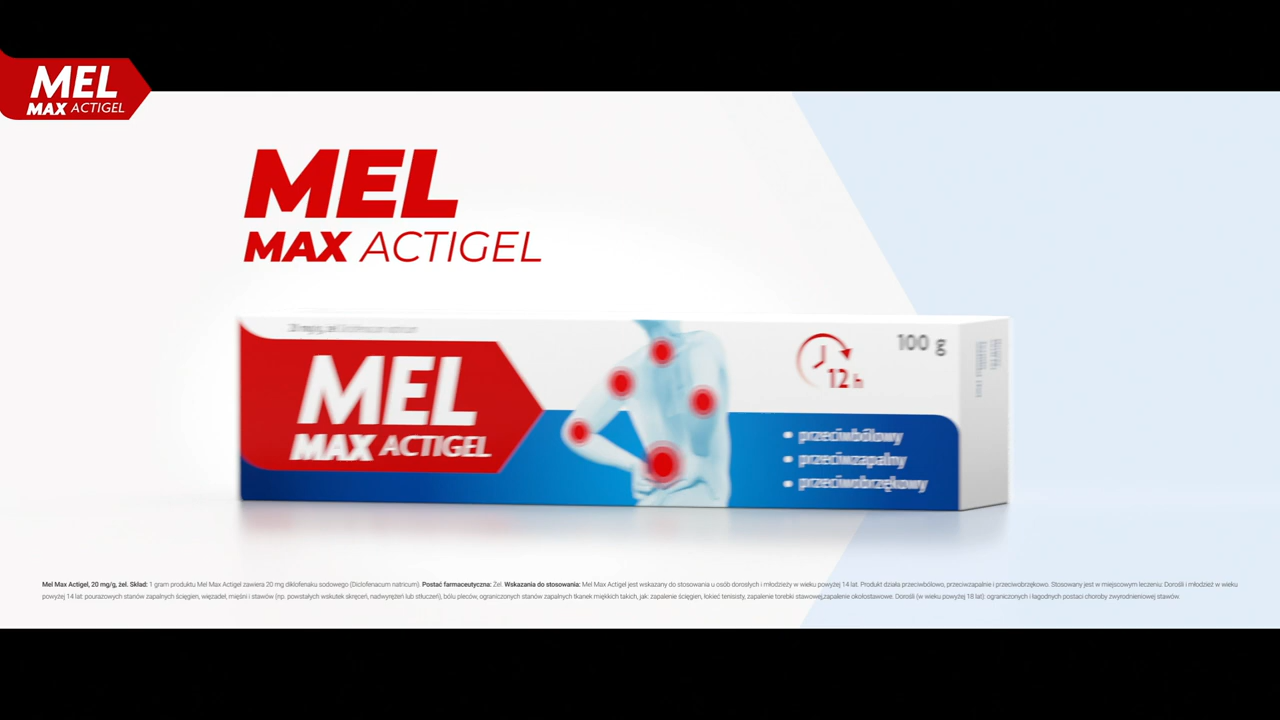 MEL
MAX ACTIGEL
MEL
MAX ACTIGEL
20 mg/g, żel
100 g
MEL
MAX ACTIGEL
12 h
• przeciwbólowy
• przeciwzapalny
• przeciwobrzękowy
Mel Max Actigel, 20 mg/g, żel. Skład: 1 gram produktu Mel Max Actigel zawiera 20 mg diklofenaku sodowego (Diclofenacum natricum). Postać farmaceutyczna: Żel. Wskazania do stosowania: Mel Max Actigel jest wskazany do stosowania u osób dorosłych i młodzieży w wieku powyżej 14 lat. Produkt działa przeciwbólowo, przeciwzapalnie i przeciwobrzękowo. Stosowany jest w miejscowym leczeniu: Dorośli i młodzież w wieku
powyżej 14 lat: pourazowych stanów zapalnych ścięgien, więzadeł, mięśni i stawów (np. powstałych wskutek skręceń, nadwyrężeń lub stłuczeń), bólu pleców, ograniczonych stanów zapalnych tkanek miękkich takich, jak: zapalenie ścięgien, łokieć tenisisty, zapalenie torebki stawowej,zapalenie okołostawowe. Dorośli (w wieku powyżej 18 lat): ograniczonych i łagodnych postaci choroby zwyrodnieniowej stawów.